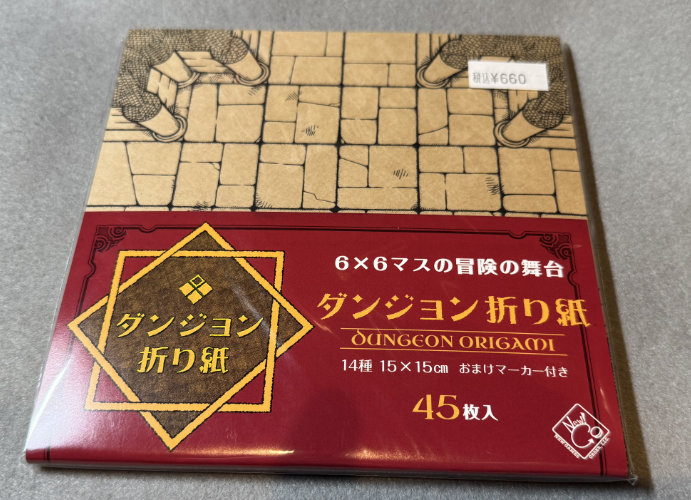 税込¥660
6×6マスの冒険の舞台
ダンジョン折り紙
DUNGEON ORIGAMI
14種 15×15cm おまけマーカー付き
45枚入
ダンジョン
折り紙
New
Go